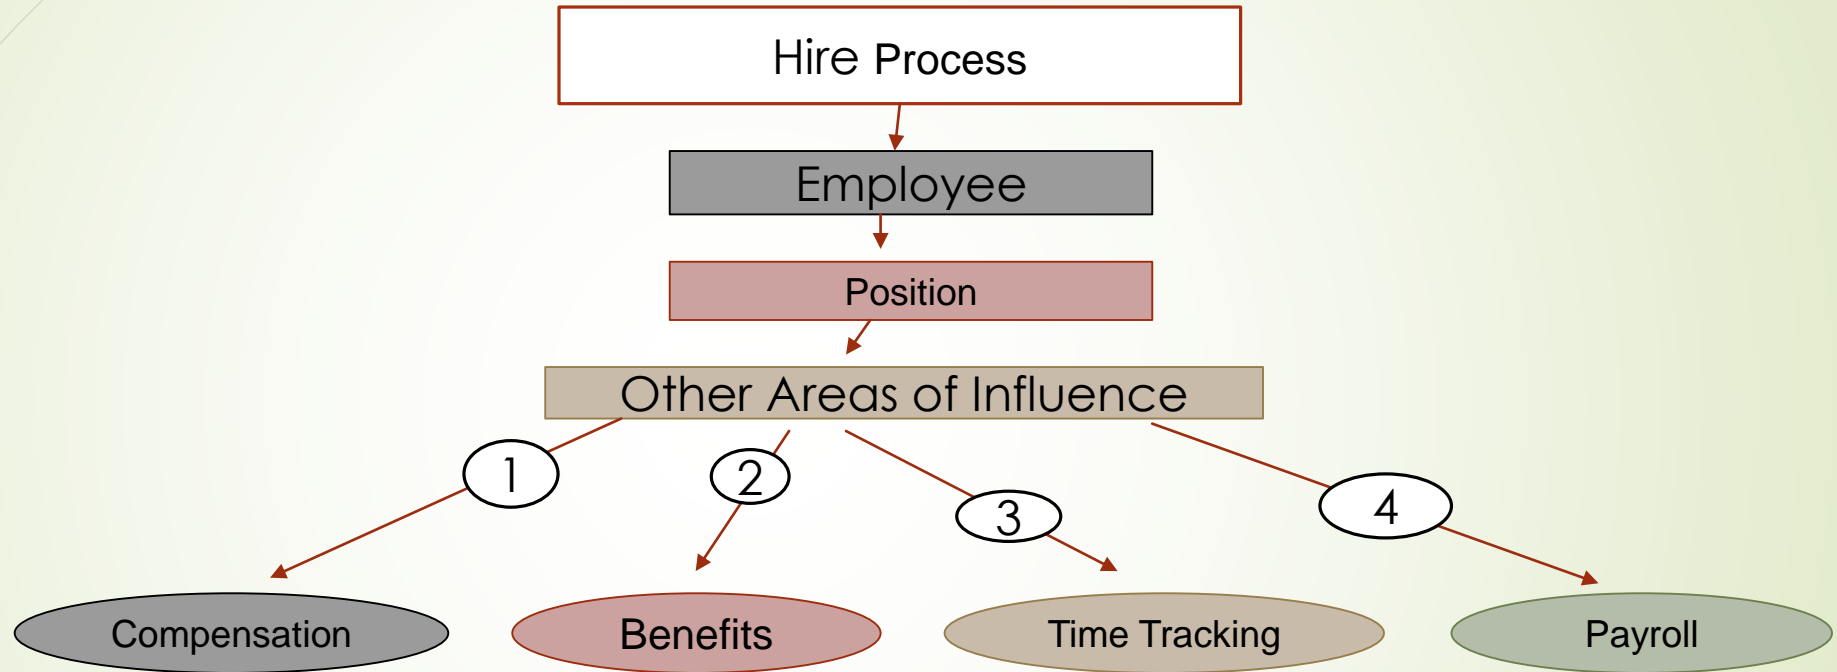 Hire Process
Employee
Position
Other Areas of Influence
1
2
3
4
Compensation
Benefits
Time Tracking
Payroll